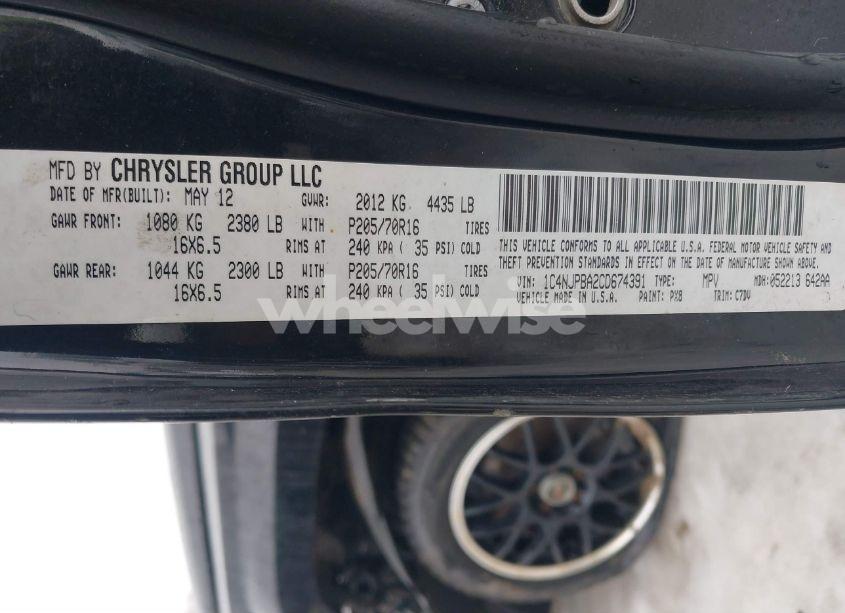 MFD BY CHRYSLER GROUP LLC
DATE OF MFR(BUILT): MAY 12 GVWR: 2012 KG 4435 LB
GAWR FRONT: 1080 KG 2380 LB WITH P205/70R16 TIRES
16X6.5 RIMS AT 240 KPA ( 35 PSI) COLD
GAWR REAR: 1044 KG 2300 LB WITH P205/70R16 TIRES
16X6.5 RIMS AT 240 KPA ( 35 PSI) COLD
THIS VEHICLE CONFORMS TO ALL APPLICABLE U.S.A. FEDERAL MOTOR VEHICLE SAFETY AND
THEFT PREVENTION STANDARDS IN EFFECT ON THE DATE OF MANUFACTURE SHOWN ABOVE.
VIN: 1C4NJPBA2CD674391 TYPE: MPV MDH: 052213 642AA
VEHICLE MADE IN U.S.A. PAINT: PX8 TRIM: C7DV
wheelwise